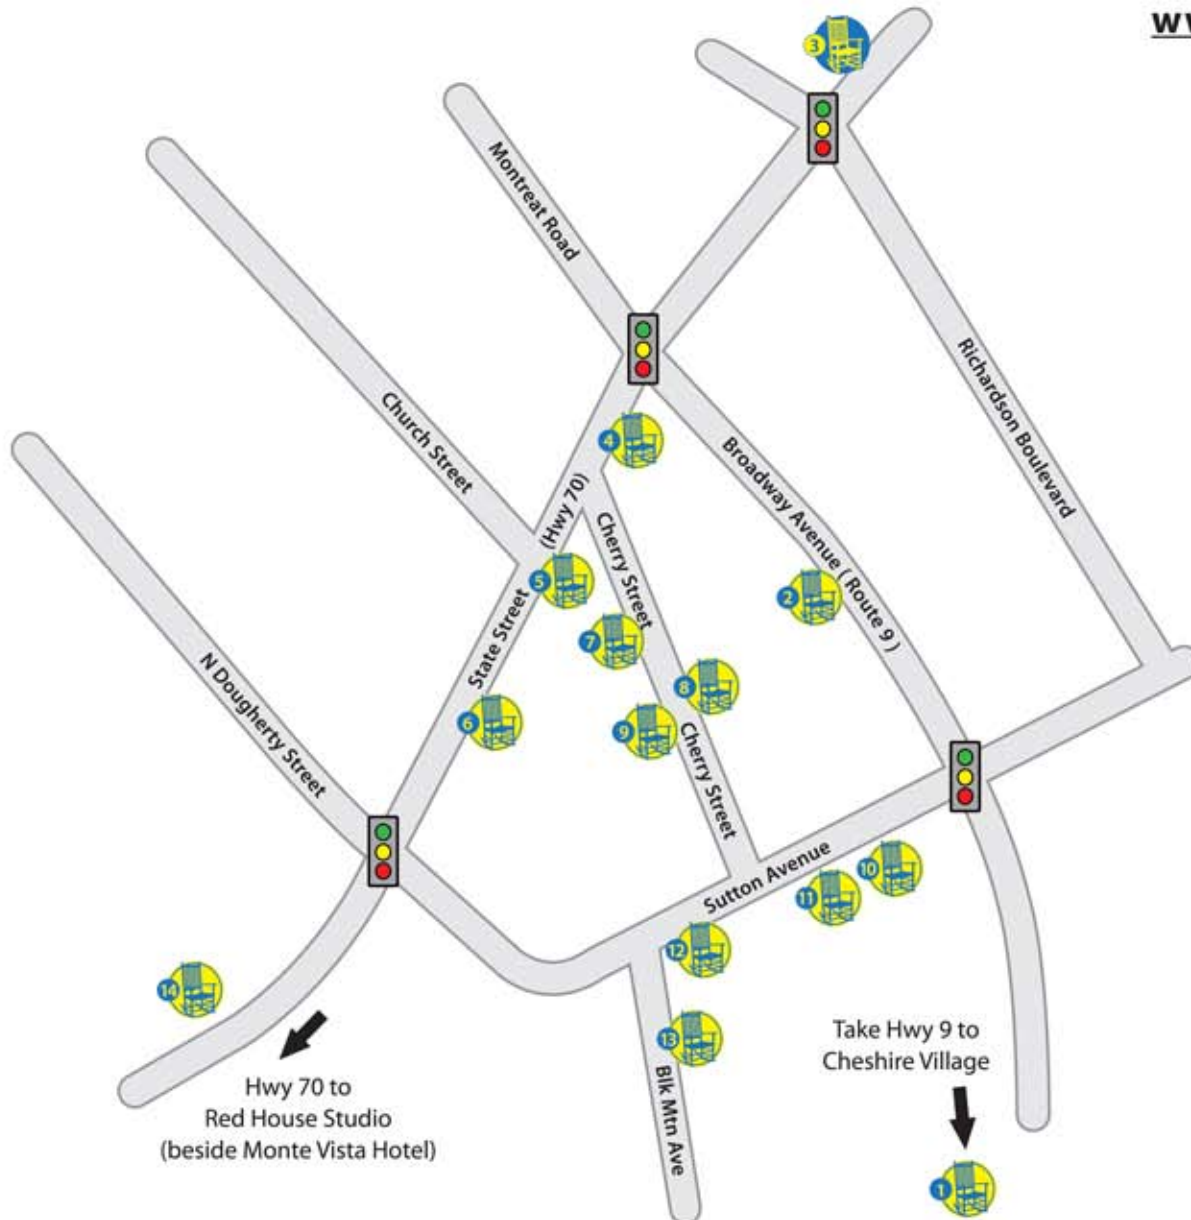 ww
3
Montreat Road
Richardson Boulevard
Church Street
4
(Hwy 70)
Broadway Avenue ( Route 9 )
Cherry Street
5
2
7
State Street
N Dougherty Street
8
6
9
Cherry Street
Sutton Avenue
10
11
12
14
13
Take Hwy 9 to
Cheshire Village
Blk Mtn Ave
Hwy 70 to
Red House Studio
(beside Monte Vista Hotel)
1